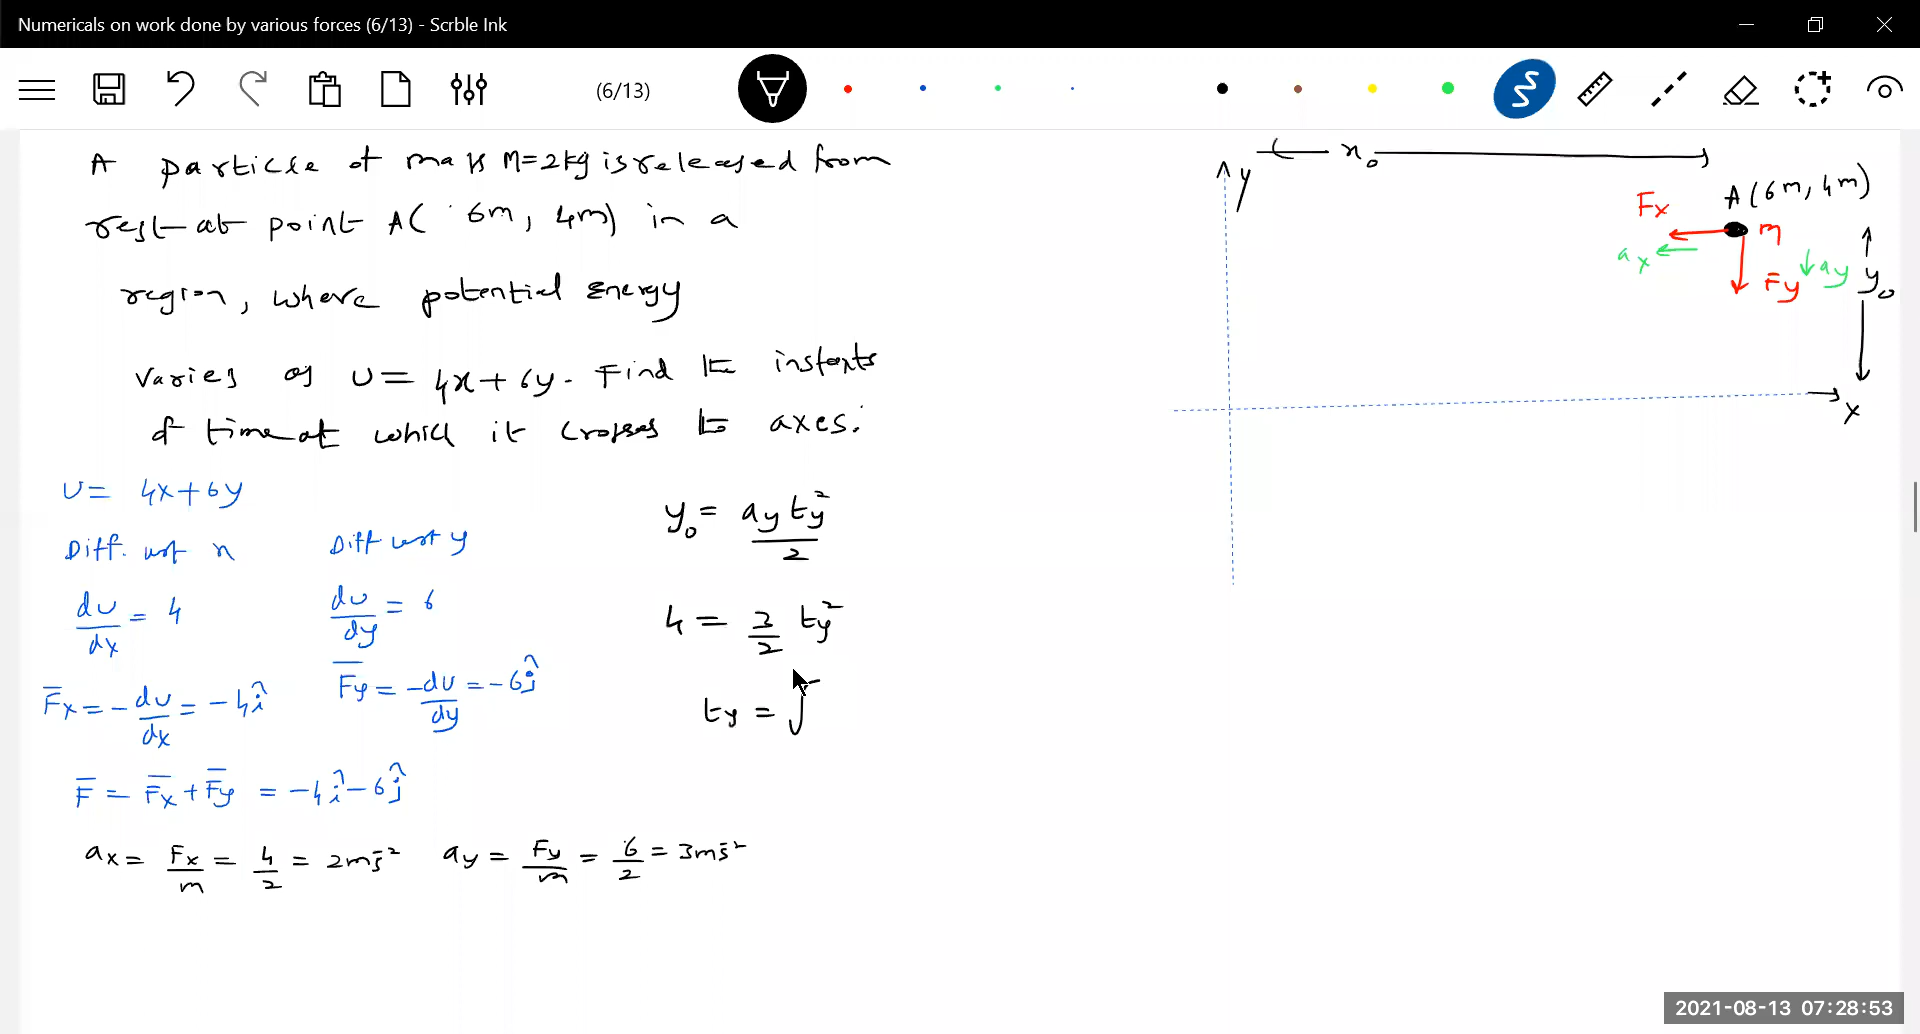 Numericals on work done by various forces (6/13) - Scrble Ink
(6/13)
A particle of mass M=2kg is released from
rest at point A( 6m, 4m) in a
region, where potential energy
varies as U = 4x+6y. Find the instants
of time at which it crosses the axes.
U = 4x+6y
Diff. wrt x
Diff wrt y
du/dx = 4
du/dy = 6
F̅x = -du/dx = -4î
F̅y = -du/dy = -6ĵ
F̅ = F̅x + F̅y = -4î-6ĵ
ax = Fx/m = 4/2 = 2ms⁻²
ay = Fy/m = 6/2 = 3ms⁻²
y₀ = ay ty²/2
4 = 3/2 ty²
ty = √
x₀
y
A(6m, 4m)
Fx
m
ax
ay
Fy
y₀
x
2021-08-13 07:28:53